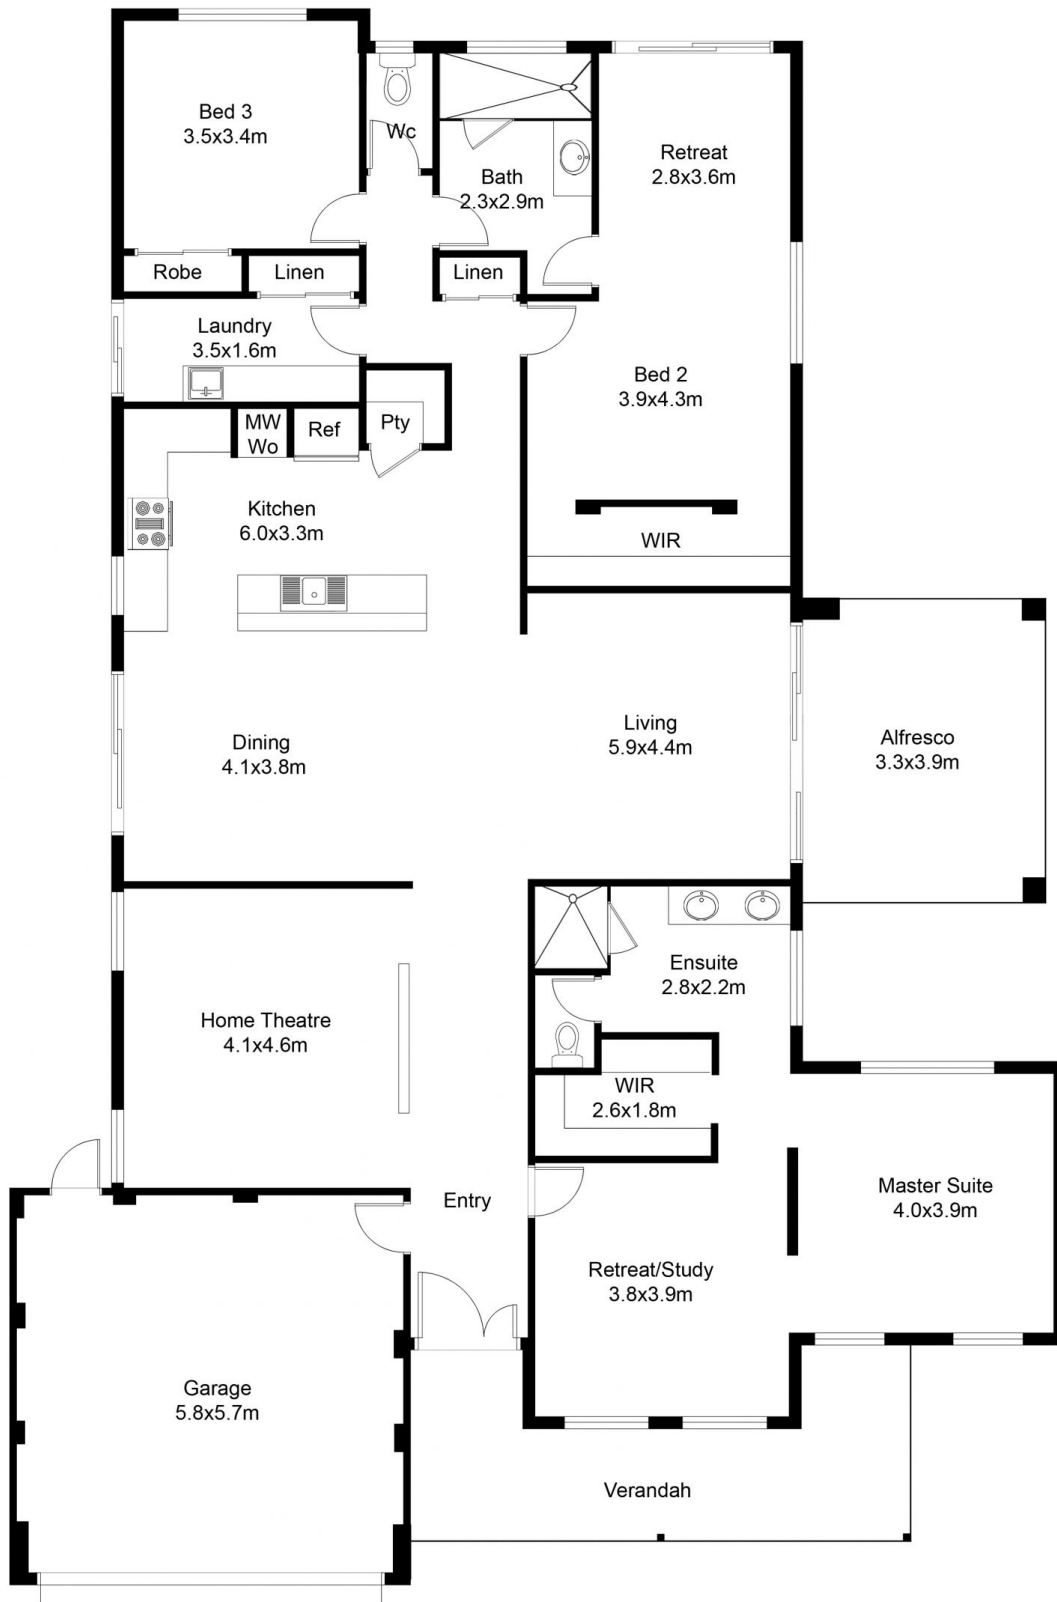 Bed 3
3.5x3.4m
Wc
Bath
2.3x2.9m
Retreat
2.8x3.6m
Robe
Linen
Linen
Laundry
3.5x1.6m
Bed 2
3.9x4.3m
MW
Wo
Ref
Pty
Kitchen
6.0x3.3m
WIR
Dining
4.1x3.8m
Living
5.9x4.4m
Alfresco
3.3x3.9m
Ensuite
2.8x2.2m
Home Theatre
4.1x4.6m
WIR
2.6x1.8m
Entry
Master Suite
4.0x3.9m
Retreat/Study
3.8x3.9m
Garage
5.8x5.7m
Verandah